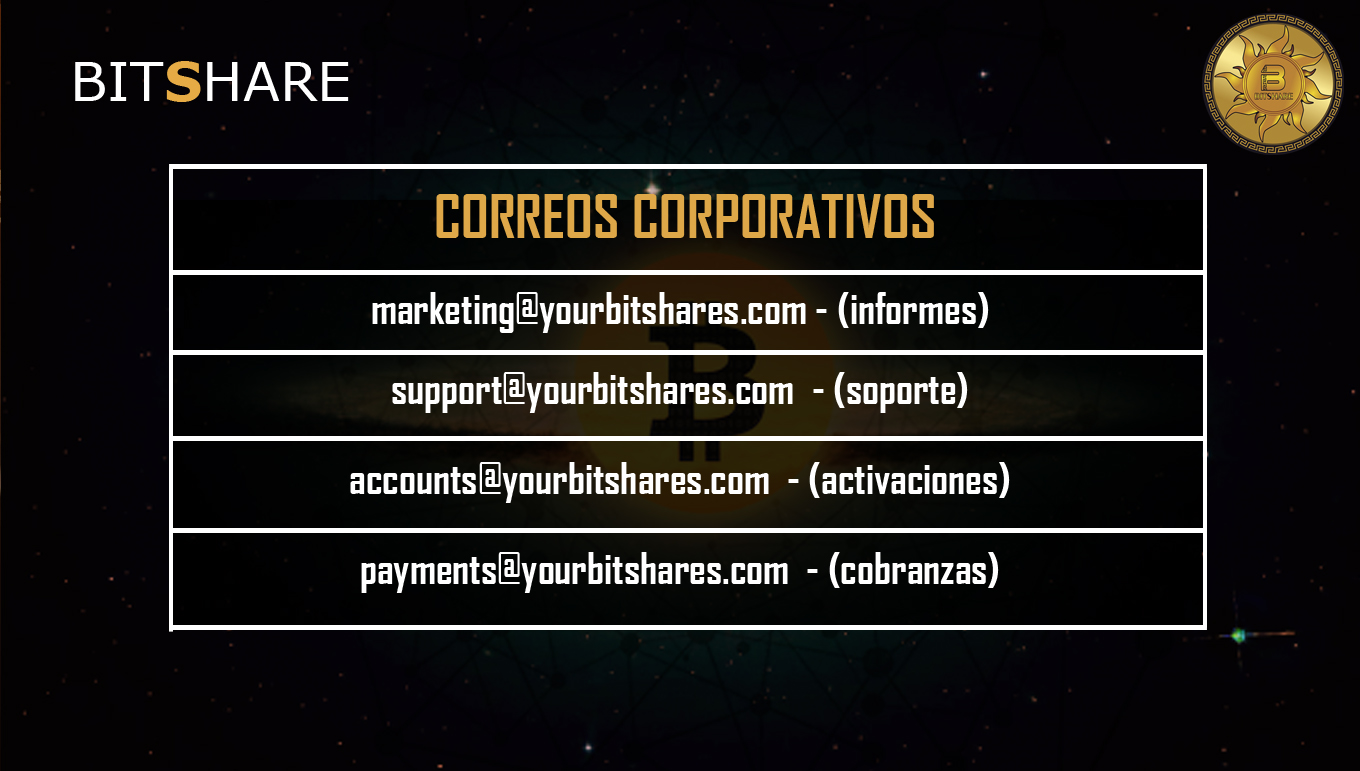 BITSHARE
BITSHARE
CORREOS CORPORATIVOS
marketing@yourbitshares.com - (informes)
support@yourbitshares.com - (soporte)
accounts@yourbitshares.com - (activaciones)
payments@yourbitshares.com - (cobranzas)